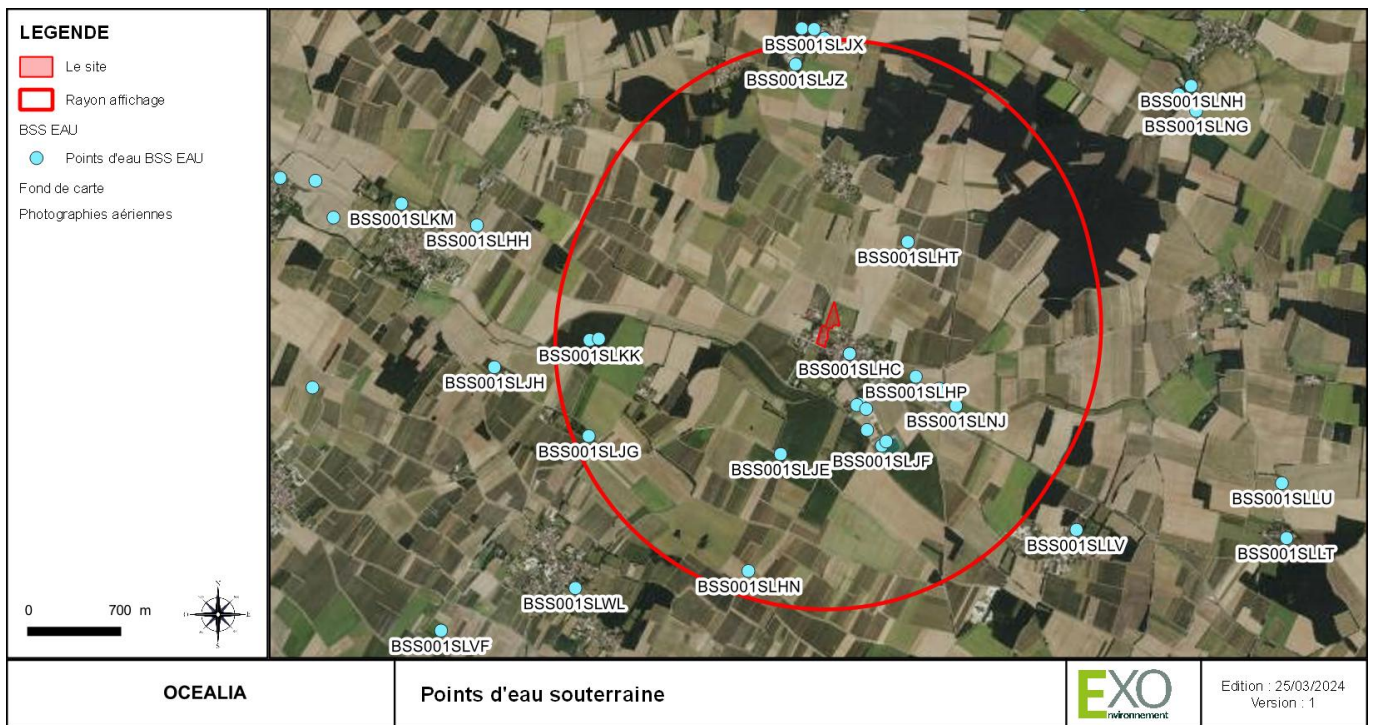 LEGENDE
Le site
Rayon affichage
BSS EAU
Points d'eau BSS EAU
Fond de carte
Photographies aériennes
0 700 m
N
O E
S
BSS001SLJX
BSS001SLJZ
BSS001SLNH
BSS001SLNG
BSS001SLKM
BSS001SLHH
BSS001SLHT
BSS001SLKK
BSS001SLHC
BSS001SLJH
BSS001SLHP
BSS001SLNJ
BSS001SLJG
BSS001SLJE
BSS001SLJF
BSS001SLLU
BSS001SLLV
BSS001SLLT
BSS001SLHN
BSS001SLWL
BSS001SLVF
OCEALIA
Points d'eau souterraine
EXO
nvironnement
Edition : 25/03/2024
Version : 1